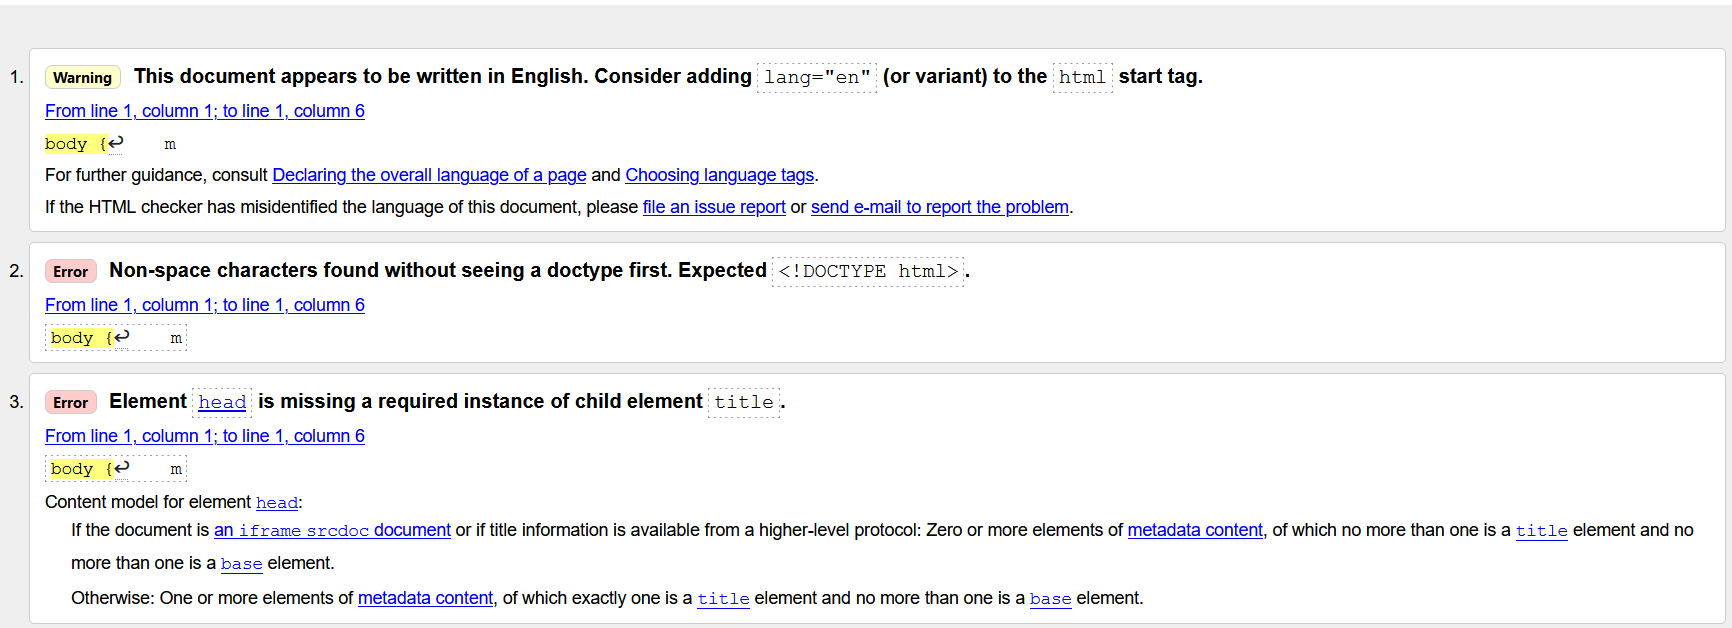 1. Warning This document appears to be written in English. Consider adding lang="en" (or variant) to the html start tag.
From line 1, column 1; to line 1, column 6
body {↩    m
For further guidance, consult Declaring the overall language of a page and Choosing language tags.
If the HTML checker has misidentified the language of this document, please file an issue report or send e-mail to report the problem.
2. Error Non-space characters found without seeing a doctype first. Expected <!DOCTYPE html>.
From line 1, column 1; to line 1, column 6
body {↩    m
3. Error Element head is missing a required instance of child element title.
From line 1, column 1; to line 1, column 6
body {↩    m
Content model for element head:
If the document is an iframe srcdoc document or if title information is available from a higher-level protocol: Zero or more elements of metadata content, of which no more than one is a title element and no
more than one is a base element.
Otherwise: One or more elements of metadata content, of which exactly one is a title element and no more than one is a base element.